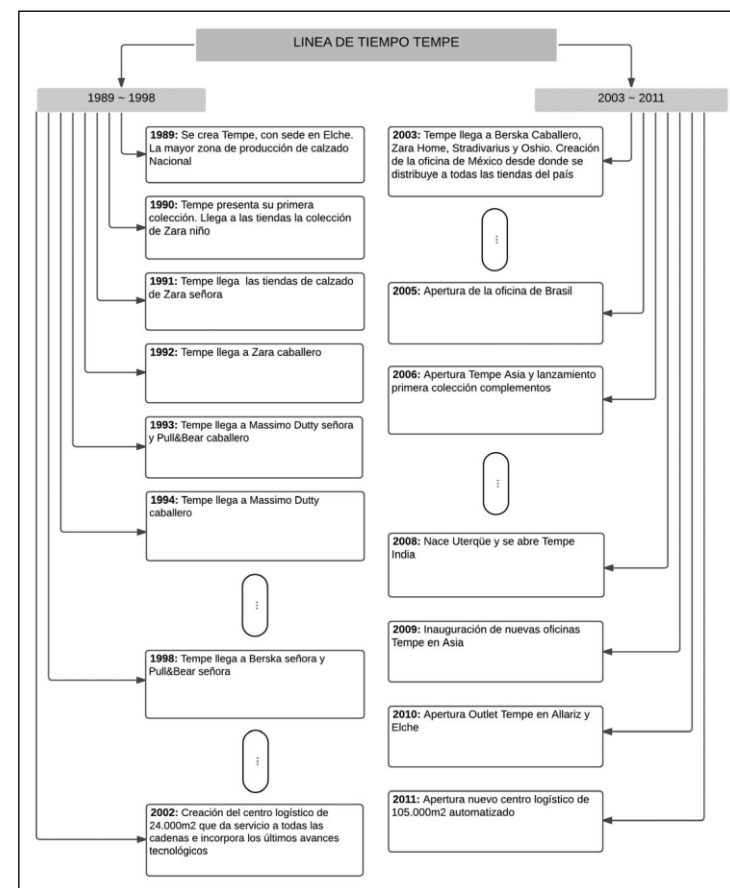 LINEA DE TIEMPO TEMPE
1989 ~ 1998
1989: Se crea Tempe, con sede en Elche.
La mayor zona de producción de calzado
Nacional
1990: Tempe presenta su primera
colección. Llega a las tiendas la colección
de Zara niño
1991: Tempe llega  las tiendas de calzado
de Zara señora
1992: Tempe llega a Zara caballero
1993: Tempe llega a Massimo Dutty señora
y Pull&Bear caballero
1994: Tempe llega a Massimo Dutty
caballero
...
1998: Tempe llega a Berska señora y
Pull&Bear señora
...
2002: Creación del centro logístico de
24.000m2 que da servicio a todas las
cadenas e incorpora los últimos avances
tecnológicos
2003 ~ 2011
2003: Tempe llega a Berska Caballero,
Zara Home, Stradivarius y Oshio. Creación
de la oficina de México desde donde se
distribuye a todas las tiendas del país
...
2005: Apertura de la oficina de Brasil
2006: Apertura Tempe Asia y lanzamiento
primera colección complementos
...
2008: Nace Uterqüe y se abre Tempe
India
2009: Inauguración de nuevas oficinas
Tempe en Asia
2010: Apertura Outlet Tempe en Allariz y
Elche
2011: Apertura nuevo centro logístico de
105.000m2 automatizado